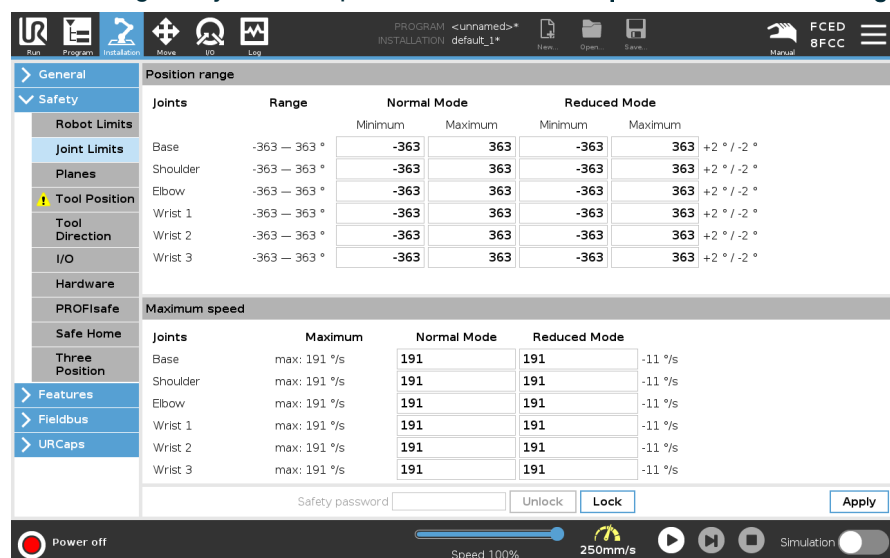 PROGRAM <unnamed>*
INSTALLATION default_1*
FCED
8FCC
Run Program Installation Move I/O Log New... Open... Save... Manual
General
Safety
Robot Limits
Joint Limits
Planes
Tool Position
Tool
Direction
I/O
Hardware
PROFIsafe
Safe Home
Three
Position
Features
Fieldbus
URCaps
Position range
Joints Range Normal Mode Reduced Mode
Minimum Maximum Minimum Maximum
Base -363 — 363 ° -363 363 -363 363 +2 ° / -2 °
Shoulder -363 — 363 ° -363 363 -363 363 +2 ° / -2 °
Elbow -363 — 363 ° -363 363 -363 363 +2 ° / -2 °
Wrist 1 -363 — 363 ° -363 363 -363 363 +2 ° / -2 °
Wrist 2 -363 — 363 ° -363 363 -363 363 +2 ° / -2 °
Wrist 3 -363 — 363 ° -363 363 -363 363 +2 ° / -2 °
Maximum speed
Joints Maximum Normal Mode Reduced Mode
Base max: 191 °/s 191 191 -11 °/s
Shoulder max: 191 °/s 191 191 -11 °/s
Elbow max: 191 °/s 191 191 -11 °/s
Wrist 1 max: 191 °/s 191 191 -11 °/s
Wrist 2 max: 191 °/s 191 191 -11 °/s
Wrist 3 max: 191 °/s 191 191 -11 °/s
Safety password Unlock Lock Apply
Power off Speed 100% 250mm/s Simulation